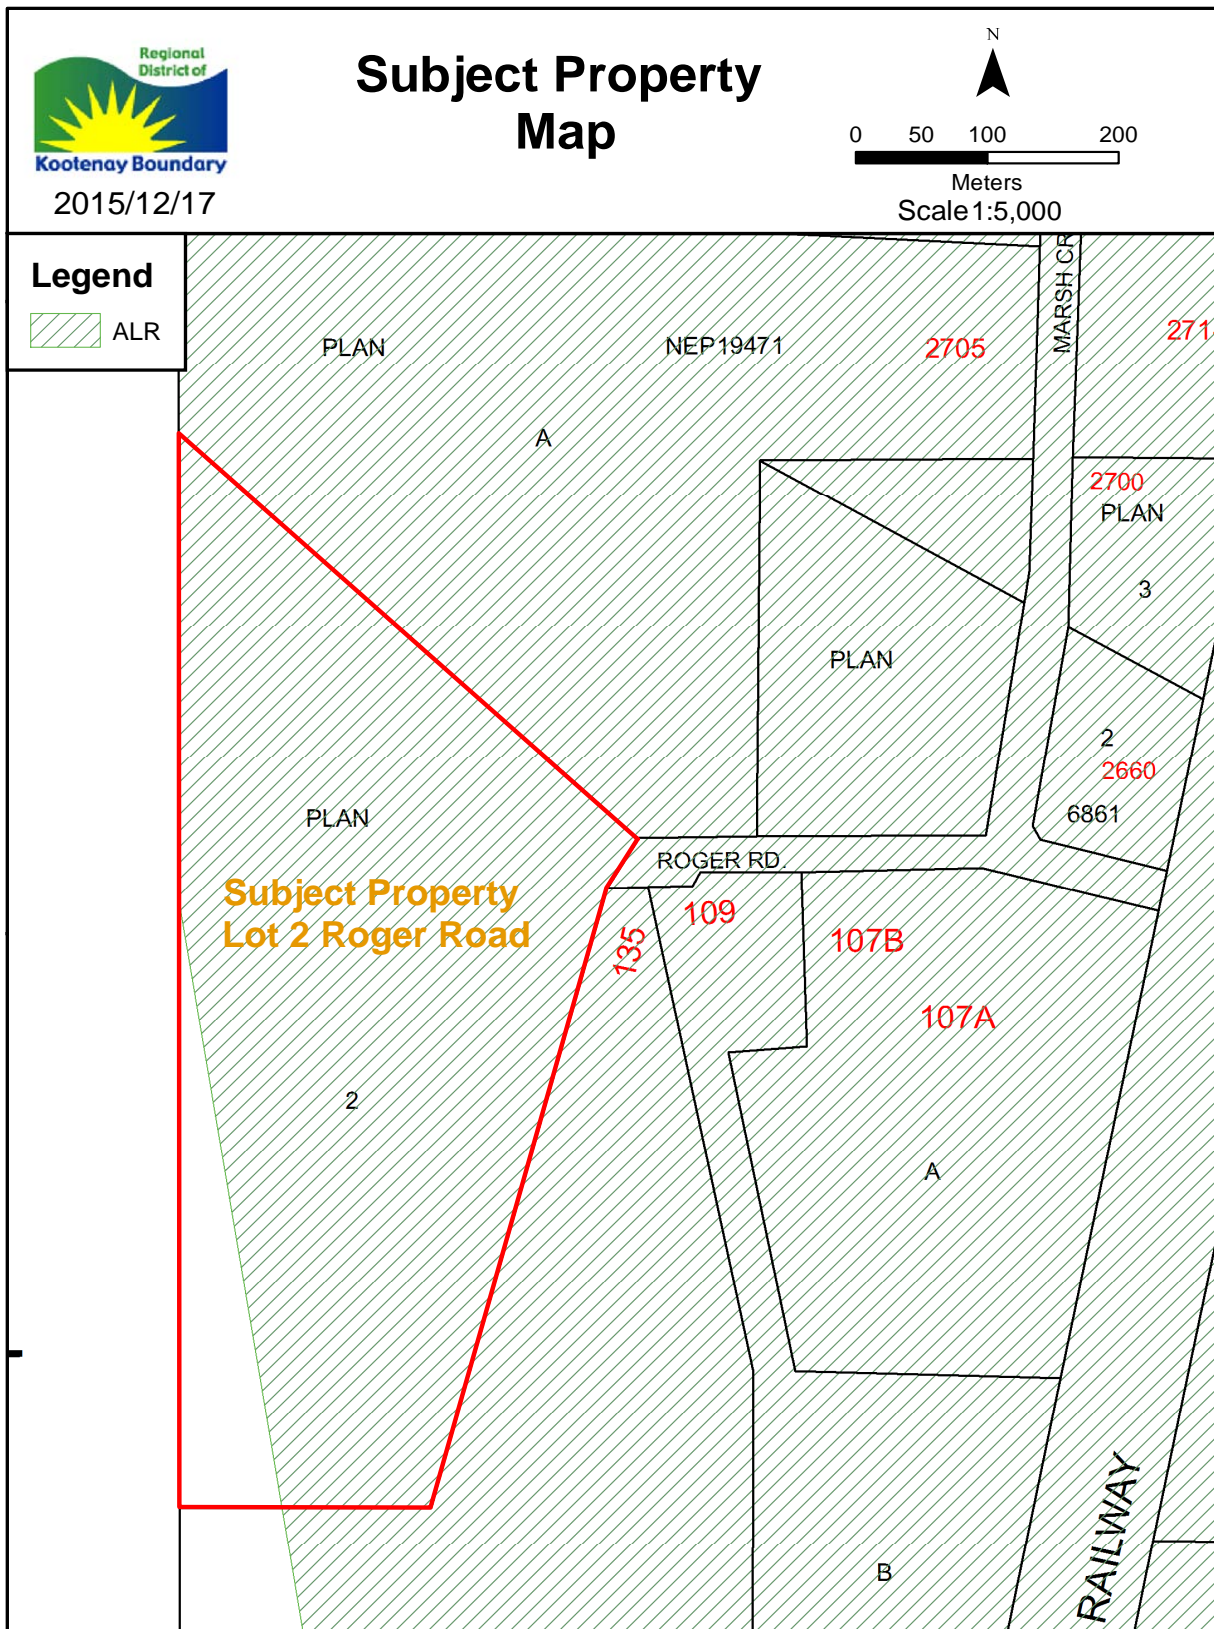 Regional
District of
Kootenay Boundary
2015/12/17
Subject Property
Map
N
0 50 100 200
Meters
Scale 1:5,000
Legend
ALR
MARSH CR
PLAN NEP19471 2705 271
A
2700
PLAN
3
PLAN
2
2660
6861
PLAN
ROGER RD.
Subject Property
Lot 2 Roger Road
109
135
107B
107A
2
A
RAILWAY
B